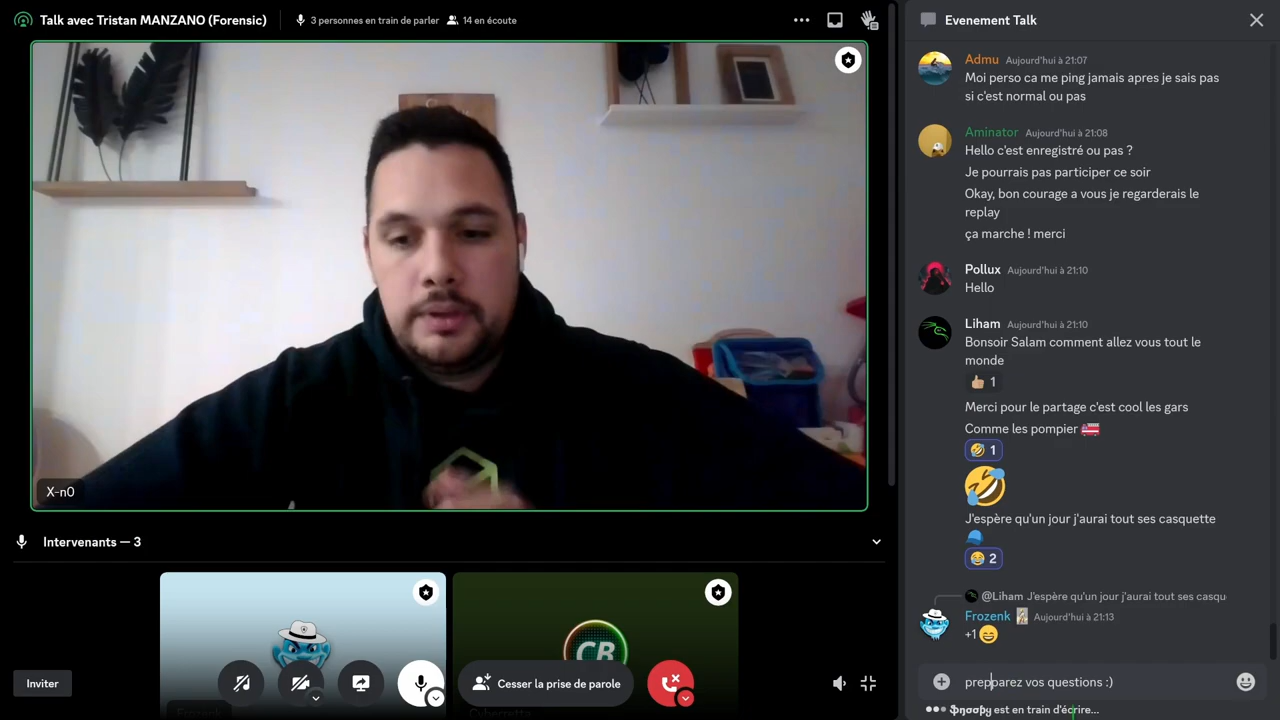 Talk avec Tristan MANZANO (Forensic)
3 personnes en train de parler
14 en écoute
Evenement Talk
Admu Aujourd'hui à 21:07
Moi perso ca me ping jamais apres je sais pas
si c'est normal ou pas
Aminator Aujourd'hui à 21:08
Hello c'est enregistré ou pas ?
Je pourrais pas participer ce soir
Okay, bon courage a vous je regarderais le
replay
ça marche ! merci
Pollux Aujourd'hui à 21:10
Hello
Liham Aujourd'hui à 21:10
Bonsoir Salam comment allez vous tout le
monde
👍🏼 1
Merci pour le partage c'est cool les gars
Comme les pompier 🚒
🤣 1
🤣
J'espère qu'un jour j'aurai tout ses casquette
🧢
😂 2
@Liham J'espère qu'un jour j'aurai tout ses casqu
Frozenk Aujourd'hui à 21:13
+1 😄
prepparez vos questions :)
est en train d'écrire...
X-n0
Intervenants — 3
CB
Inviter
Cesser la prise de parole